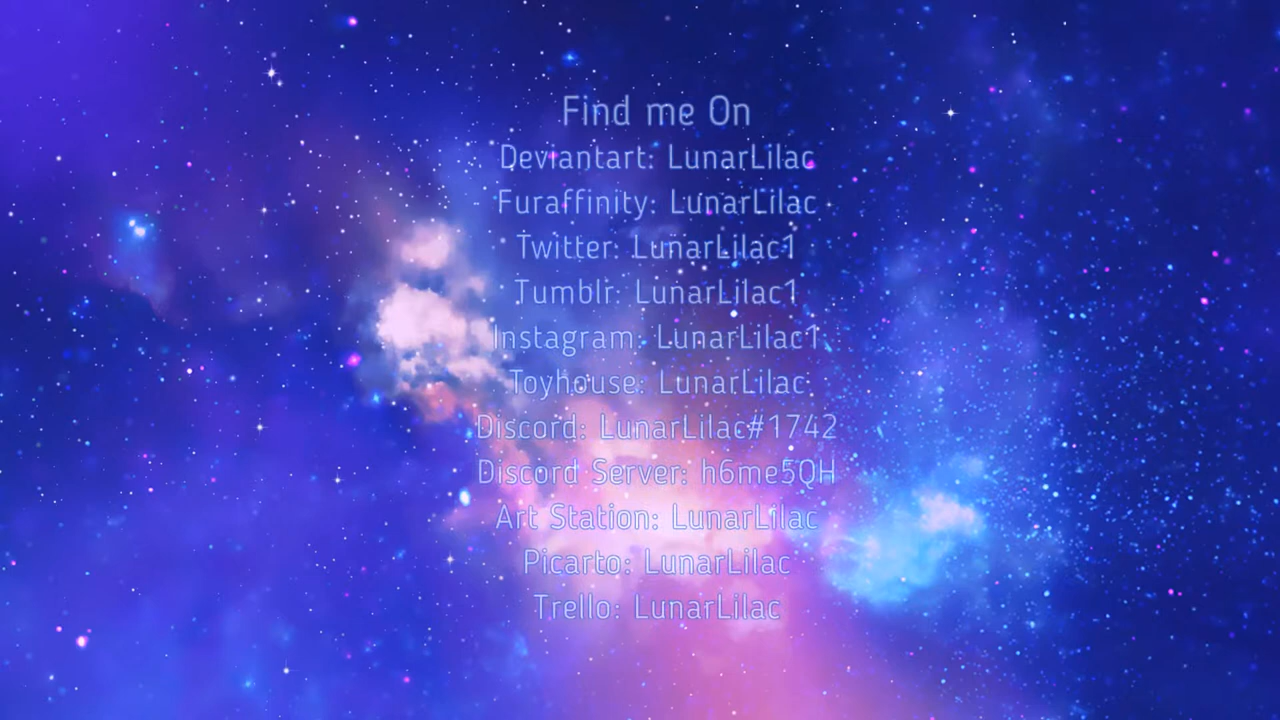 Find me On
Deviantart: LunarLilac
Furaffinity: LunarLilac
Twitter: LunarLilac1
Tumblr: LunarLilac1
Instagram: LunarLilac1
Toyhouse: LunarLilac
Discord: LunarLilac#1742
Discord Server: h6me5QH
Art Station: LunarLilac
Picarto: LunarLilac
Trello: LunarLilac